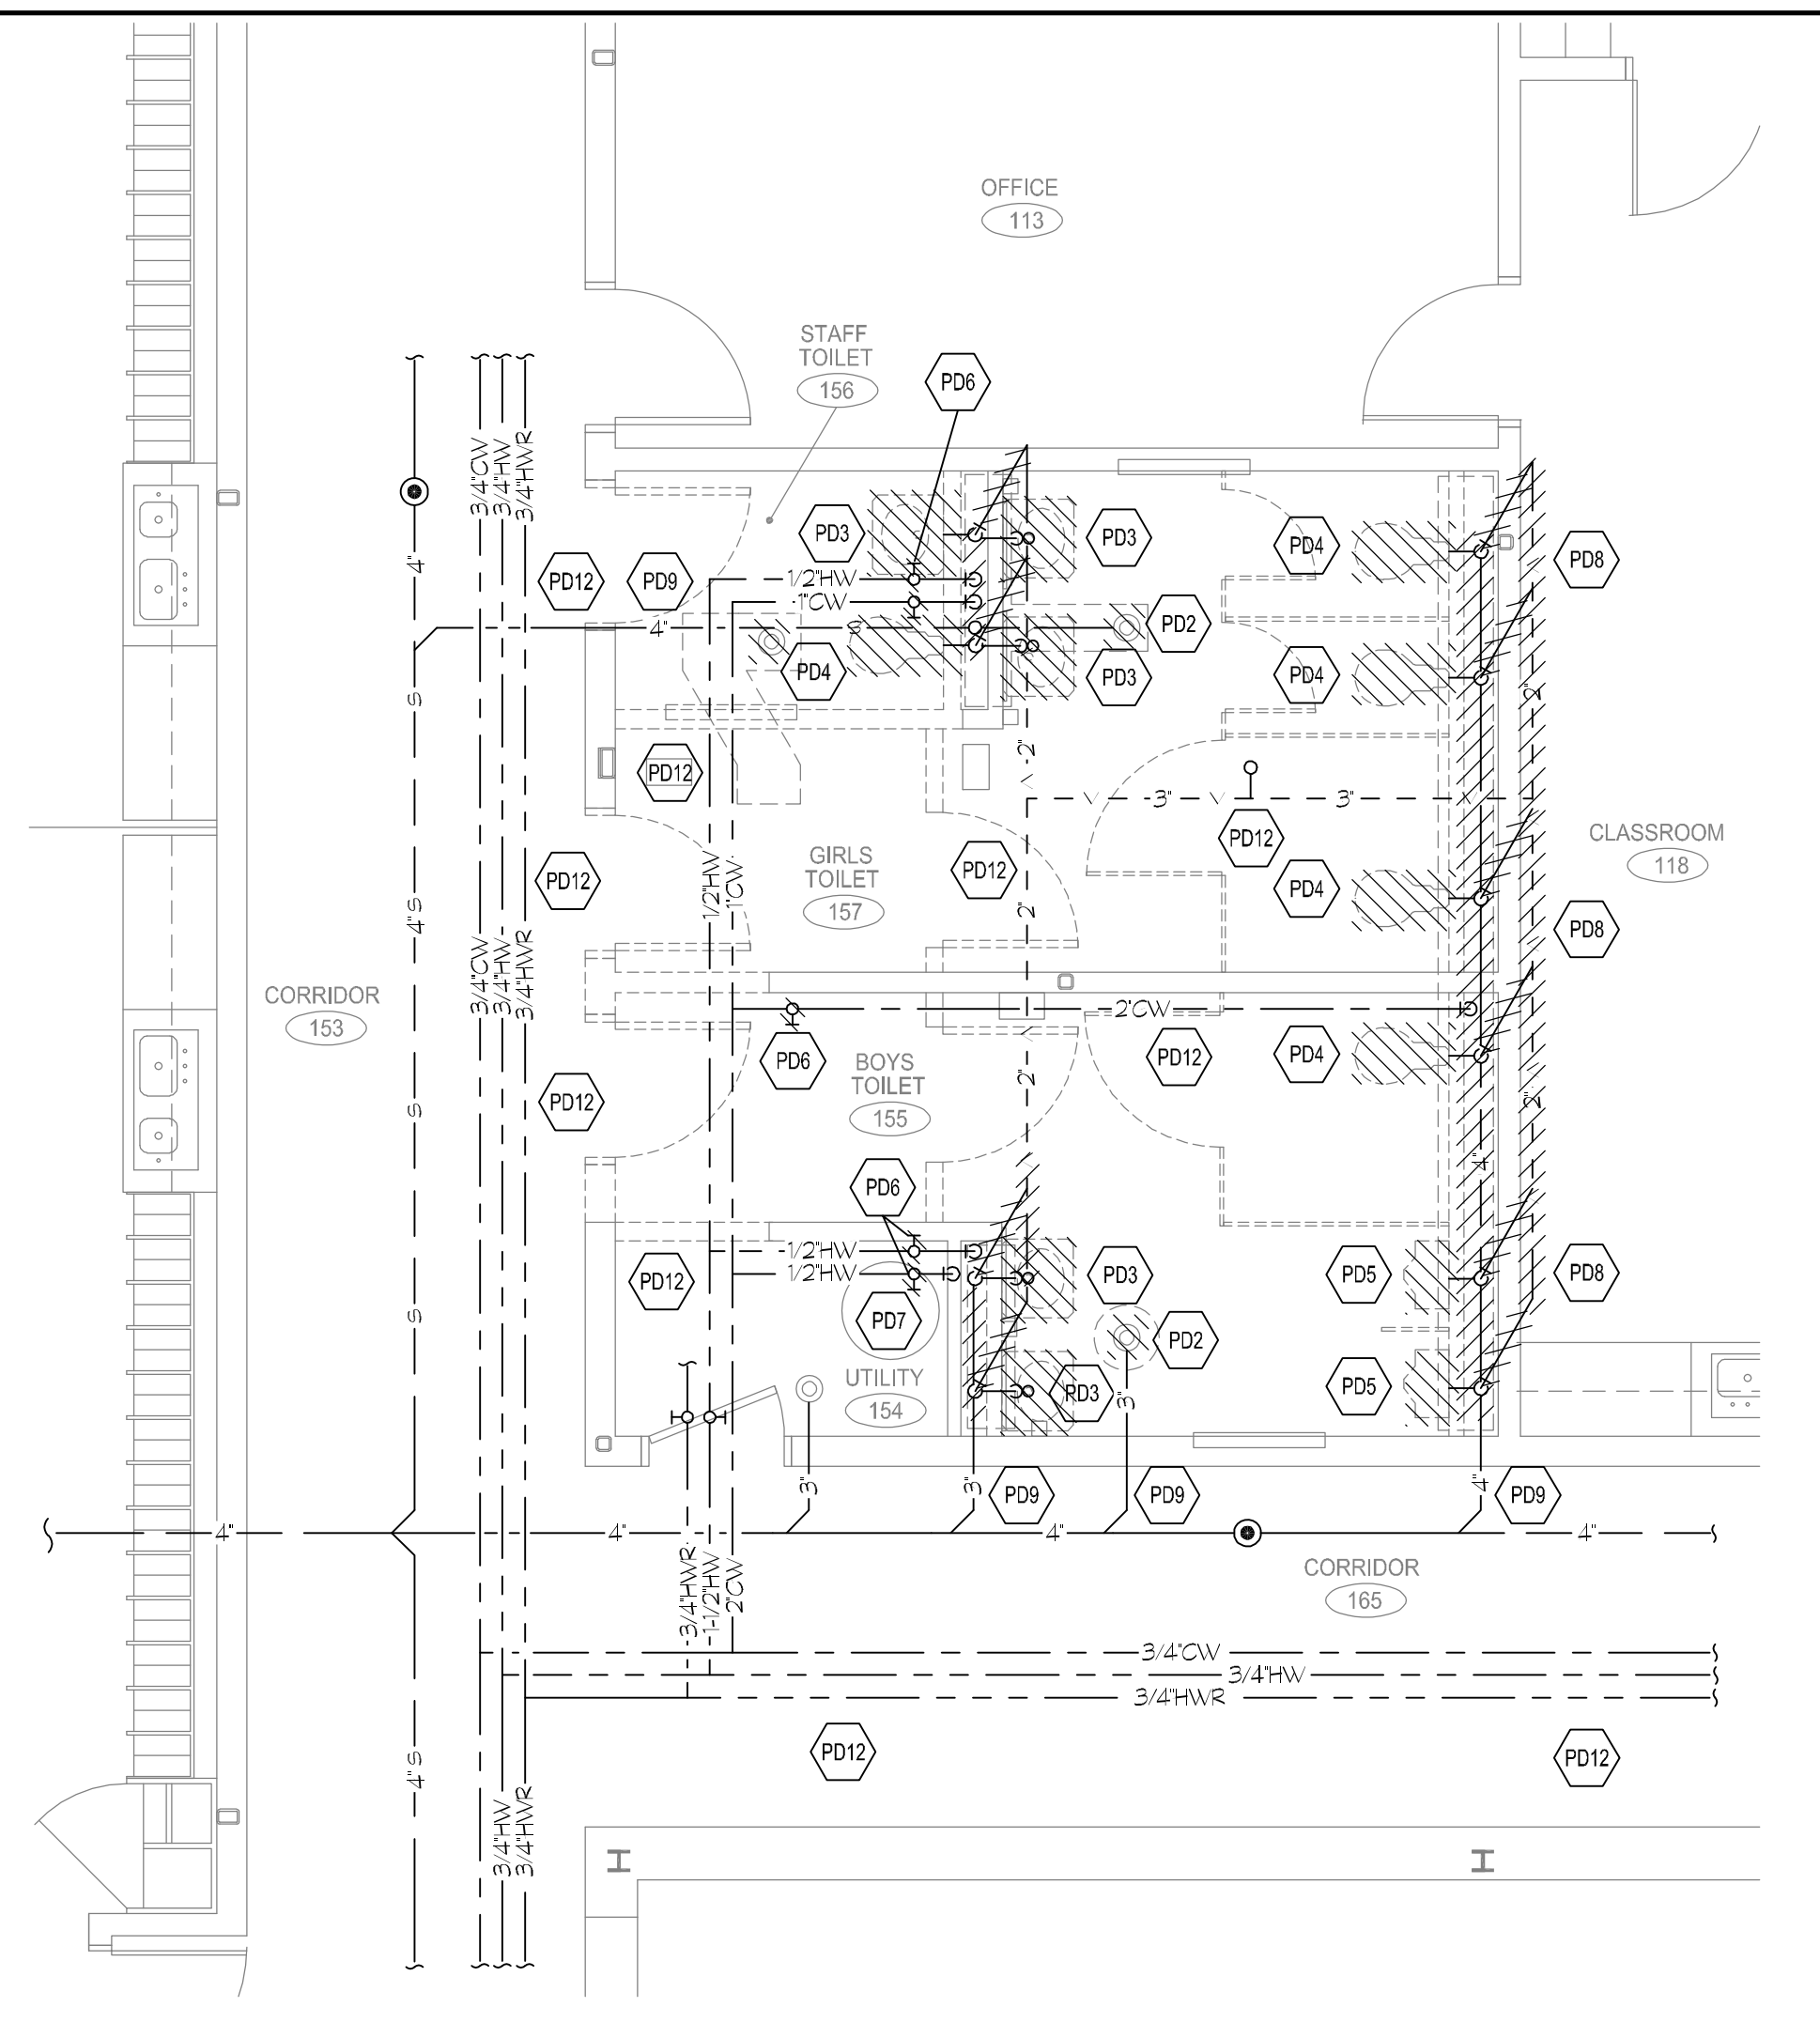 OFFICE
113
STAFF
TOILET
156
PD6
3/4"CW
3/4"HW
3/4"HWR
PD3
PD3
PD4
PD8
4"
PD12
PD9
1/2"HW
1"CW
4"
3"
PD2
PD4
PD3
PD4
S
2"
2"
PD12
3"
3"
PD12
CLASSROOM
118
GIRLS
TOILET
157
PD12
1/2"HW
1"CW
PD12
PD4
4"S
2"
PD8
3/4"CW
3/4"HW
3/4"HWR
CORRIDOR
153
2"CW
PD6
PD12
PD4
BOYS
TOILET
155
2"
PD12
S
2"
4"
PD6
1/2"HW
1/2"HW
PD12
PD3
PD5
PD8
S
PD7
PD2
UTILITY
154
PD3
3"
PD5
3"
3"
PD9
PD9
4"
PD9
4"
4"
4"
4"
3/4"HWR
1-1/2"HW
2"CW
CORRIDOR
165
3/4"CW
3/4"HW
3/4"HWR
PD12
PD12
4"S
3/4"HW
3/4"HWR